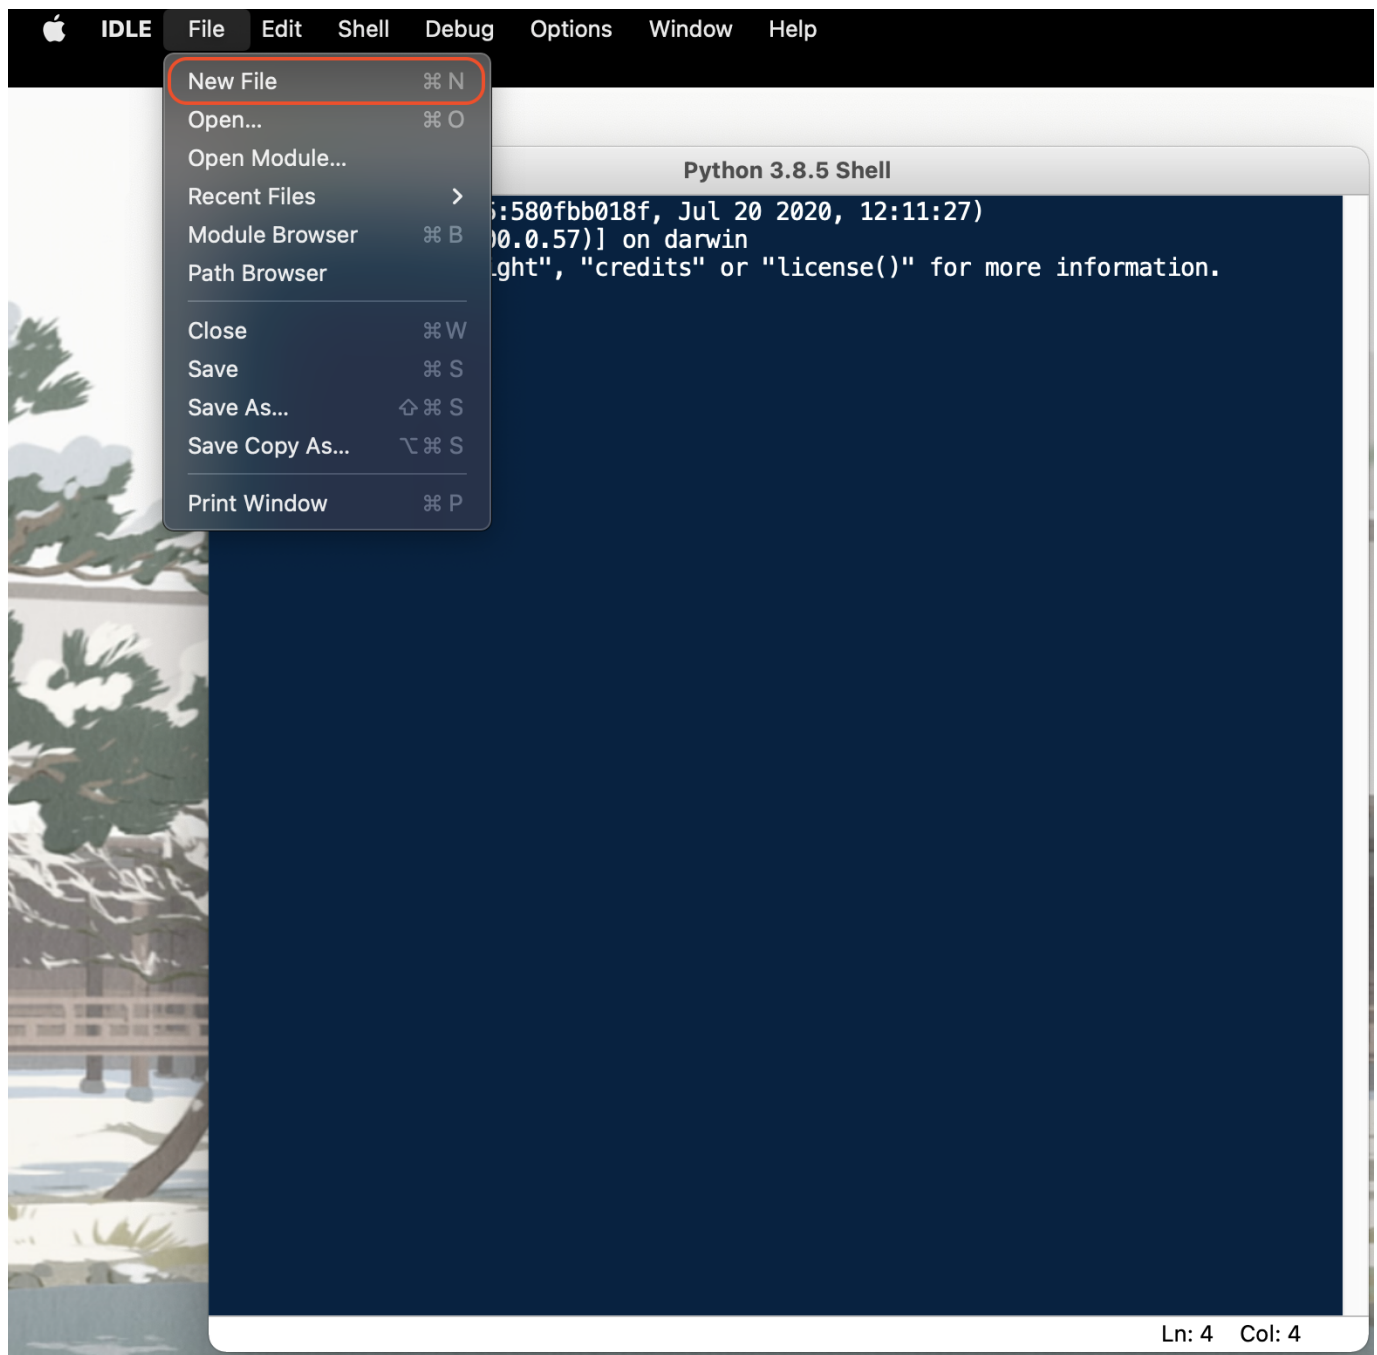 IDLE File Edit Shell Debug Options Window Help
New File ⌘ N
Open... ⌘ O
Open Module...
Recent Files
Module Browser ⌘ B
Path Browser
Close ⌘ W
Save ⌘ S
Save As... ⇧ ⌘ S
Save Copy As... ⌥ ⌘ S
Print Window ⌘ P
Python 3.8.5 Shell
:580fbb018f, Jul 20 2020, 12:11:27)
0.0.57)] on darwin
ght", "credits" or "license()" for more information.
Ln: 4 Col: 4